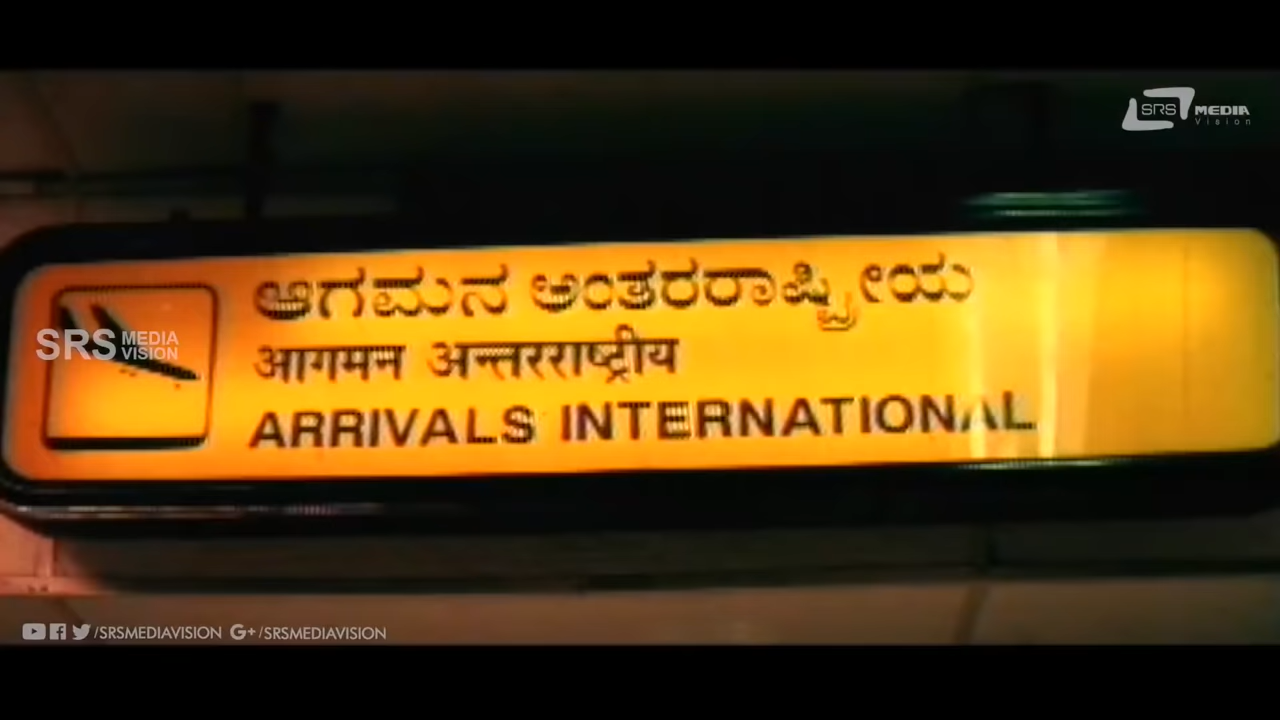 SRS MEDIA
Vision
ಆಗಮನ ಅಂತರರಾಷ್ಟ್ರೀಯ
आगमन अन्तरराष्ट्रीय
ARRIVALS INTERNATIONAL
SRS MEDIA
VISION
/SRSMEDIAVISION G+/SRSMEDIAVISION